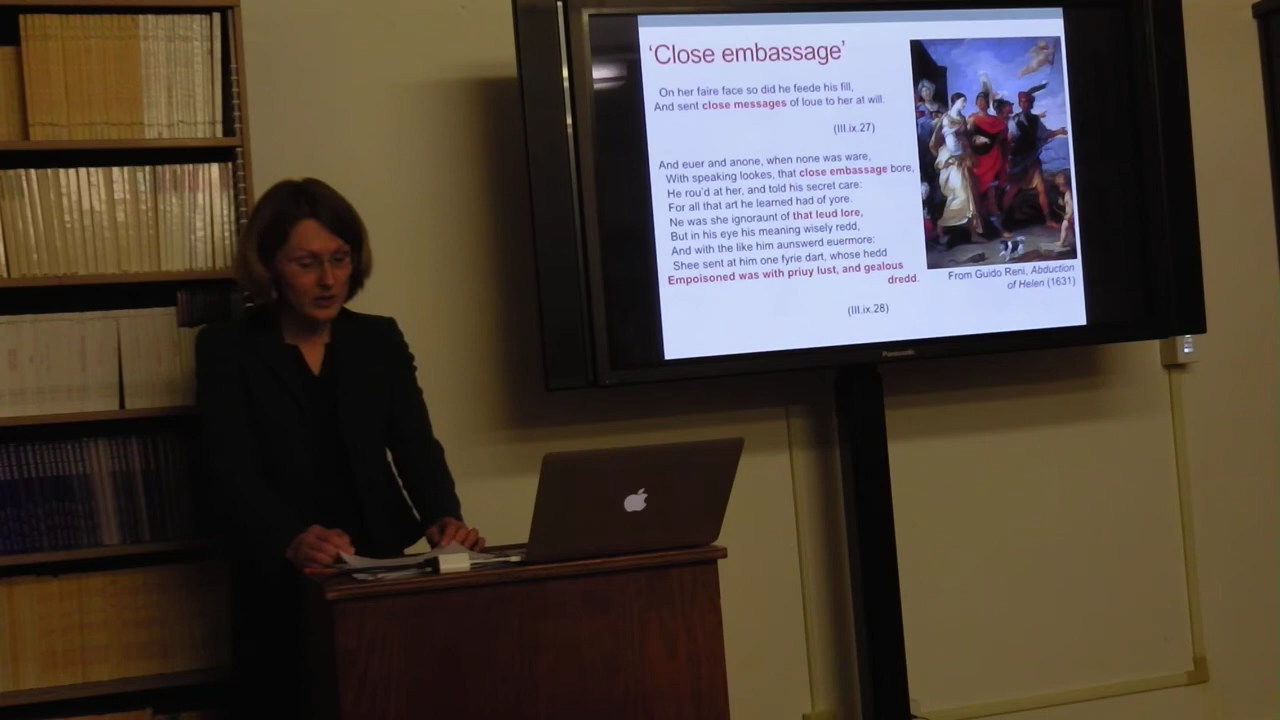 'Close embassage'
On her faire face so did he feede his fill,
And sent close messages of loue to her at will.
(III.ix.27)
And euer and anone, when none was ware,
With speaking lookes, that close embassage bore,
He rou'd at her, and told his secret care:
For all that art he learned had of yore.
Ne was she ignoraunt of that leud lore,
But in his eye his meaning wisely redd,
And with the like him aunswerd euermore:
Shee sent at him one fyrie dart, whose hedd
Empoisoned was with priuy lust, and gealous
dredd.
(III.ix.28)
From Guido Reni, Abduction
of Helen (1631)
Panasonic